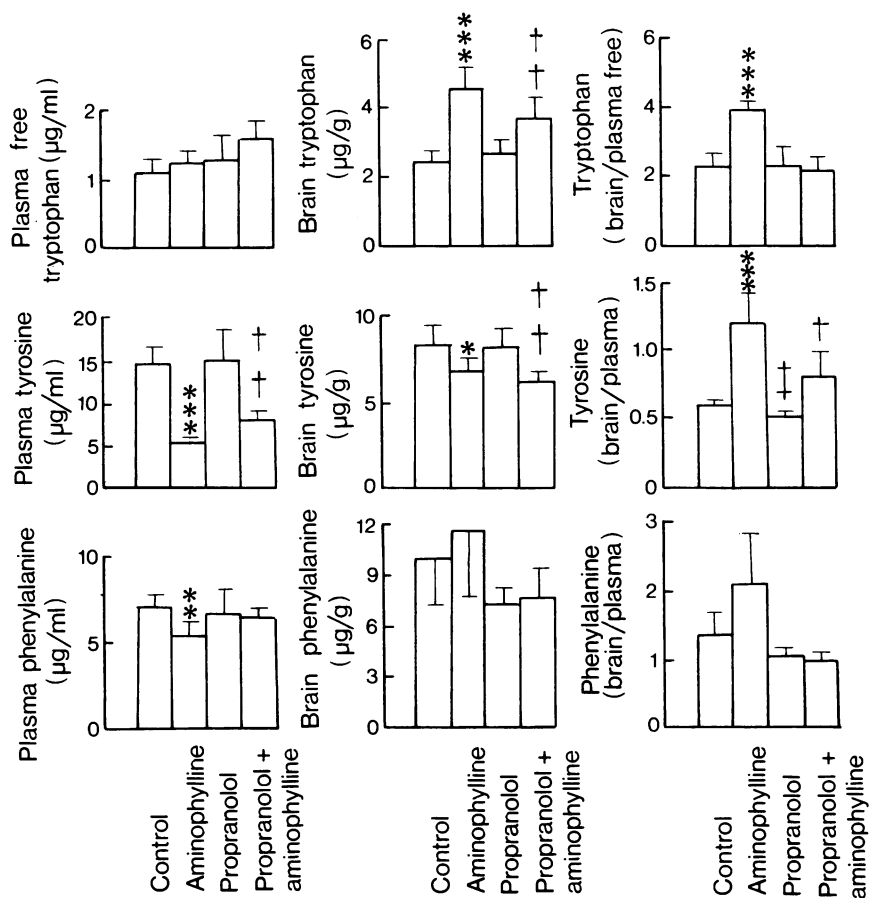 Plasma free
tryptophan (µg/ml)
2
1
0
Brain tryptophan
(µg/g)
6
4
2
0
***
†
†
Tryptophan
(brain/plasma free)
6
4
2
0
***
Plasma tyrosine
(µg/ml)
20
15
10
5
0
***
†
†
Brain tyrosine
(µg/g)
10
5
0
*
†
†
Tyrosine
(brain/plasma)
1.5
1.0
0.5
0
***
‡
†
Plasma phenylalanine
(µg/ml)
10
5
0
**
Brain phenylalanine
(µg/g)
12
9
6
3
0
Phenylalanine
(brain/plasma)
3
2
1
0
Control
Aminophylline
Propranolol
Propranolol +
aminophylline
Control
Aminophylline
Propranolol
Propranolol +
aminophylline
Control
Aminophylline
Propranolol
Propranolol +
aminophylline